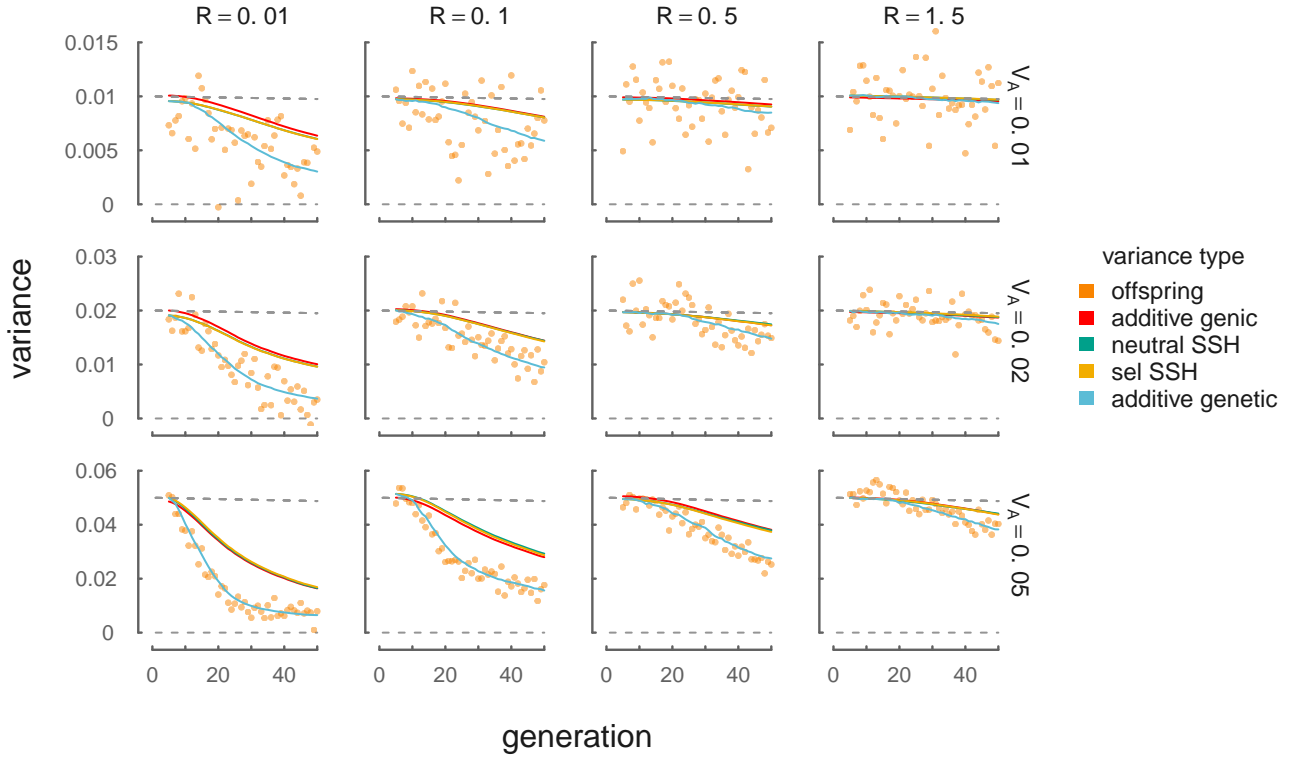 R = 0. 01 R = 0. 1 R = 0. 5 R = 1. 5
0.015
0.01
0.005
0
V_A = 0. 01
0.03
0.02
0.01
0
V_A = 0. 02
0.06
0.04
0.02
0
V_A = 0. 05
0 20 40 0 20 40 0 20 40 0 20 40
variance
generation
variance type
offspring
additive genic
neutral SSH
sel SSH
additive genetic